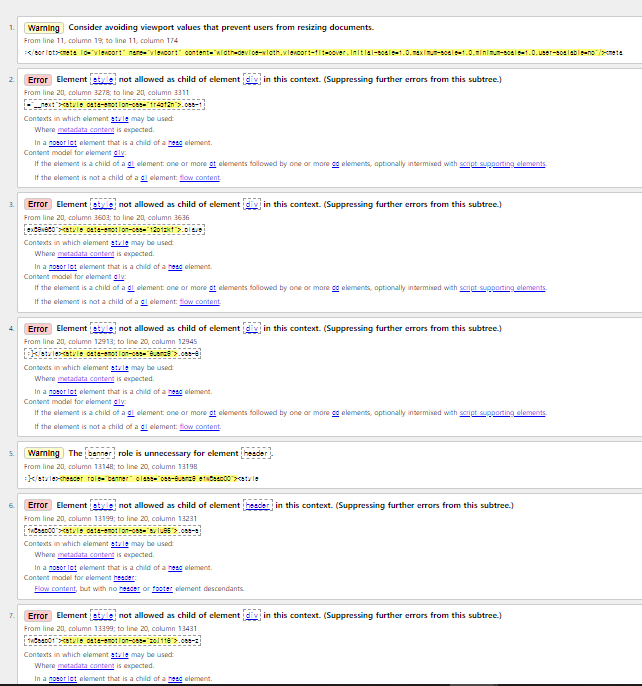 1. Warning Consider avoiding viewport values that prevent users from resizing documents.
From line 11, column 19; to line 11, column 174
:</script><meta id="viewport" name="viewport" content="width=device-width,viewport-fit=cover,initial-scale=1.0,maximum-scale=1.0,minimum-scale=1.0,user-scalable=no"/><meta
2. Error Element style not allowed as child of element div in this context. (Suppressing further errors from this subtree.)
From line 20, column 3278; to line 20, column 3311
="__next"><style data-emotion-css="1r4qf2n">.css-1
Contexts in which element style may be used:
Where metadata content is expected.
In a noscript element that is a child of a head element.
Content model for element div:
If the element is a child of a dl element: one or more dt elements followed by one or more dd elements, optionally intermixed with script-supporting elements.
If the element is not a child of a dl element: flow content.
3. Error Element style not allowed as child of element div in this context. (Suppressing further errors from this subtree.)
From line 20, column 3603; to line 20, column 3636
<style data-emotion-css=
Contexts in which element style may be used:
Where metadata content is expected.
In a noscript element that is a child of a head element.
Content model for element div:
If the element is a child of a dl element: one or more dt elements followed by one or more dd elements, optionally intermixed with script-supporting elements.
If the element is not a child of a dl element: flow content.
4. Error Element style not allowed as child of element div in this context. (Suppressing further errors from this subtree.)
From line 20, column 12913; to line 20, column 12945
:}</style><style data-emotion-css="6uamz6">.css-6
Contexts in which element style may be used:
Where metadata content is expected.
In a noscript element that is a child of a head element.
Content model for element div:
If the element is a child of a dl element: one or more dt elements followed by one or more dd elements, optionally intermixed with script-supporting elements.
If the element is not a child of a dl element: flow content.
5. Warning The banner role is unnecessary for element header.
From line 20, column 13148; to line 20, column 13198
:}</style><header role="banner" class="css-6uamz6 <style
6. Error Element style not allowed as child of element header in this context. (Suppressing further errors from this subtree.)
From line 20, column 13199; to line 20, column 13231
<style data-emotion-css=
Contexts in which element style may be used:
Where metadata content is expected.
In a noscript element that is a child of a head element.
Content model for element header:
Flow content, but with no header or footer element descendants.
7. Error Element style not allowed as child of element div in this context. (Suppressing further errors from this subtree.)
From line 20, column 13399; to line 20, column 13431
<style data-emotion-css=
Contexts in which element style may be used:
Where metadata content is expected.
In a noscript element that is a child of a head element.